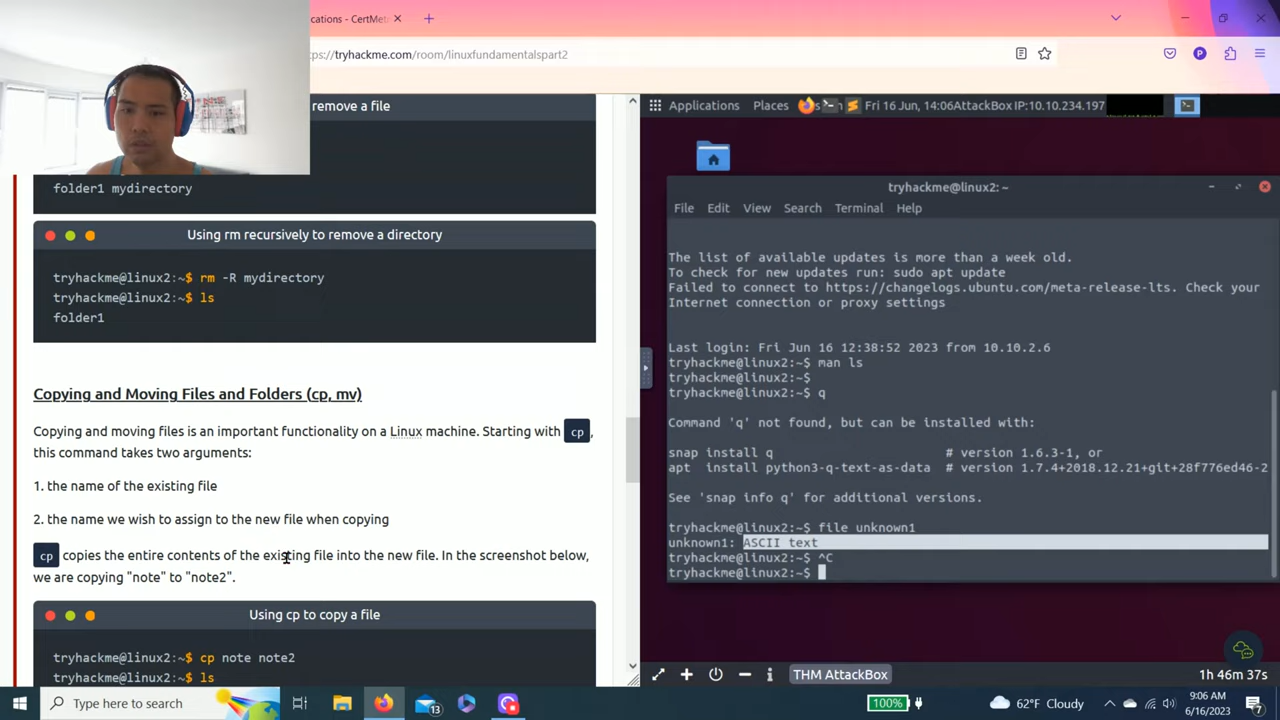 ications - CertMet
ps://tryhackme.com/room/linuxfundamentalspart2
remove a file
folder1 mydirectory
Using rm recursively to remove a directory
tryhackme@linux2:~$ rm -R mydirectory
tryhackme@linux2:~$ ls
folder1
Copying and Moving Files and Folders (cp, mv)
Copying and moving files is an important functionality on a Linux machine. Starting with cp ,
this command takes two arguments:
1. the name of the existing file
2. the name we wish to assign to the new file when copying
cp copies the entire contents of the existing file into the new file. In the screenshot below,
we are copying "note" to "note2".
Using cp to copy a file
tryhackme@linux2:~$ cp note note2
tryhackme@linux2:~$ ls
Applications Places Fri 16 Jun, 14:06 AttackBox IP:10.10.234.197
tryhackme@linux2: ~
File Edit View Search Terminal Help
The list of available updates is more than a week old.
To check for new updates run: sudo apt update
Failed to connect to https://changelogs.ubuntu.com/meta-release-lts. Check your
Internet connection or proxy settings
Last login: Fri Jun 16 12:38:52 2023 from 10.10.2.6
tryhackme@linux2:~$ man ls
tryhackme@linux2:~$
tryhackme@linux2:~$ q
Command 'q' not found, but can be installed with:
snap install q # version 1.6.3-1, or
apt install python3-q-text-as-data # version 1.7.4+2018.12.21+git+28f776ed46-2
See 'snap info q' for additional versions.
tryhackme@linux2:~$ file unknown1
unknown1: ASCII text
tryhackme@linux2:~$ ^C
tryhackme@linux2:~$
THM AttackBox
1h 46m 37s
Type here to search
13
100%
62°F Cloudy
9:06 AM
6/16/2023
7